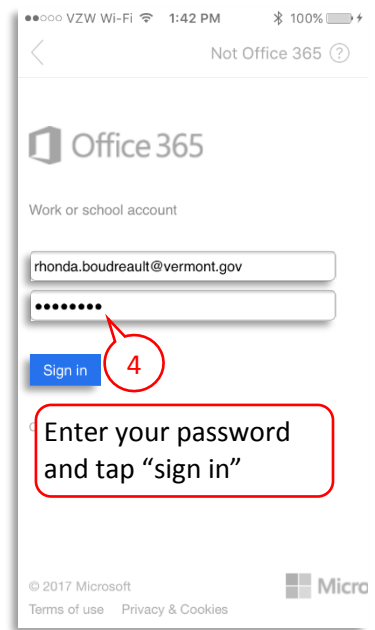 VZW Wi-Fi 1:42 PM 100%
Not Office 365 ?
Office 365
Work or school account
rhonda.boudreault@vermont.gov
••••••••
Sign in
4
Enter your password
and tap “sign in”
© 2017 Microsoft
Micro
Terms of use Privacy & Cookies